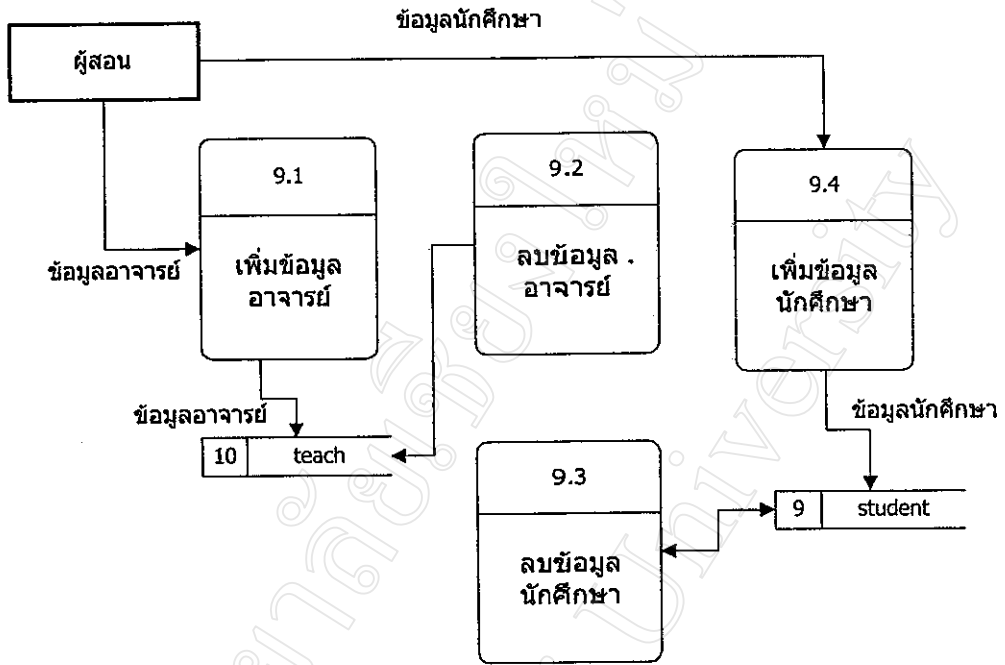 ข้อมูลนักศึกษา
ผู้สอน
9.1
9.2
9.4
ข้อมูลอาจารย์
เพิ่มข้อมูล
อาจารย์
ลบข้อมูล .
อาจารย์
เพิ่มข้อมูล
นักศึกษา
ข้อมูลอาจารย์
10 teach
ข้อมูลนักศึกษา
9.3
9 student
ลบข้อมูล
นักศึกษา
University